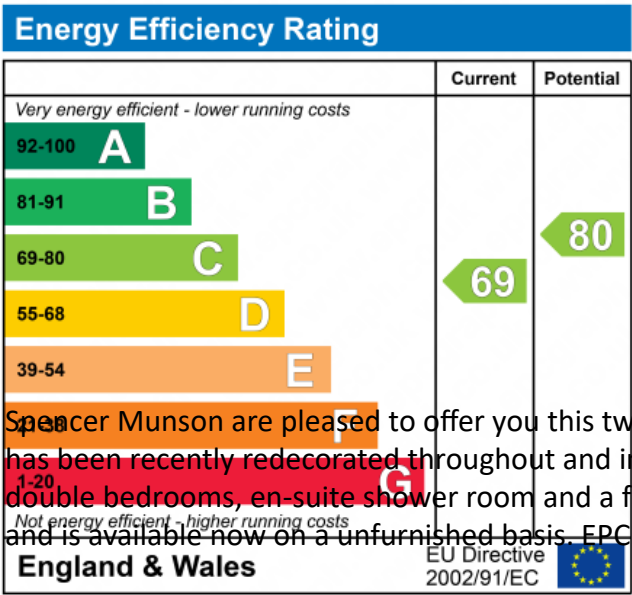 Energy Efficiency Rating
Current Potential
Very energy efficient - lower running costs
92-100 A
81-91 B
80
69-80 C
69
55-68 D
39-54 E
F
Spencer Munson are pleased to offer you this tw
has been recently redecorated throughout and i
1-20 G
double bedrooms, en-suite shower room and a f
Not energy efficient - higher running costs
and is available now on a unfurnished basis. EPC
England & Wales
EU Directive
2002/91/EC